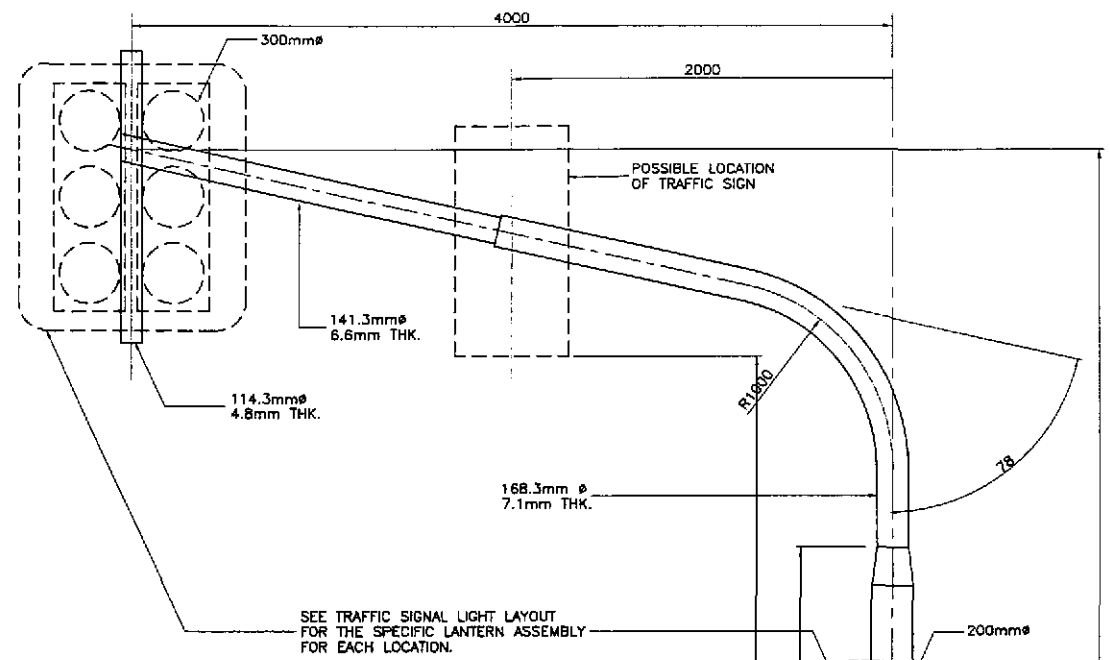 4000
300mmø
2000
POSSIBLE LOCATION
OF TRAFFIC SIGN
141.3mmø
6.6mm THK.
114.3mmø
4.8mm THK.
R1000
78
168.3mm ø
7.1mm THK.
SEE TRAFFIC SIGNAL LIGHT LAYOUT
FOR THE SPECIFIC LANTERN ASSEMBLY
FOR EACH LOCATION.
200mmø